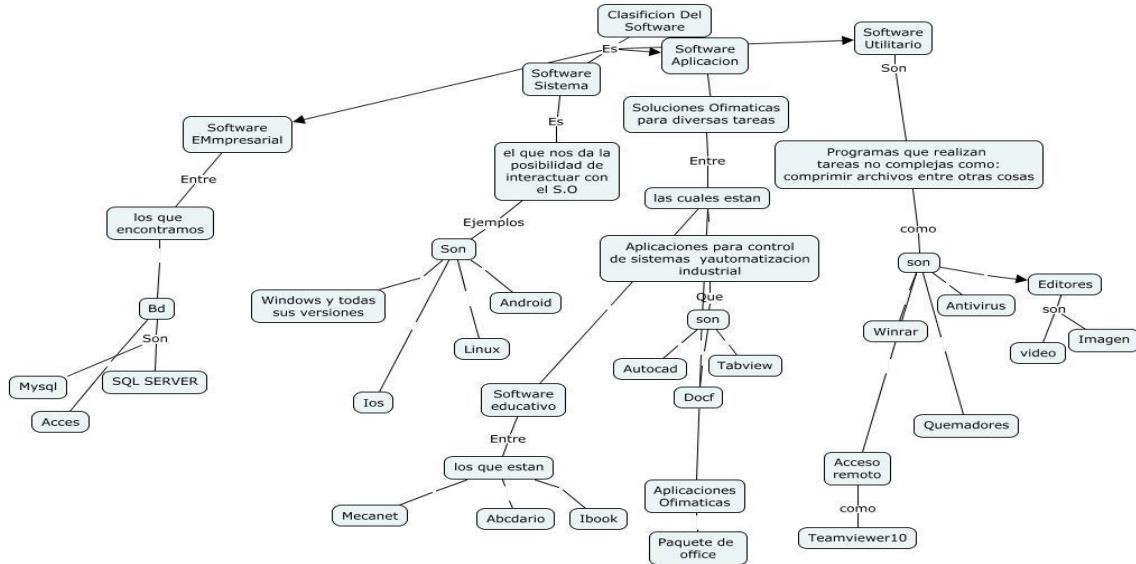 Clasificion Del
Software
Es
Software
Aplicacion
Software
Utilitario
Son
Software
Sistema
Es
Soluciones Ofimaticas
para diversas tareas
Software
EMmpresarial
Entre
el que nos da la
posibilidad de
interactuar con
el S.O
Entre
Programas que realizan
tareas no complejas como:
comprimir archivos entre otras cosas
los que
encontramos
Ejemplos
las cuales estan
como
Son
Aplicaciones para control
de sistemas yautomatizacion
industrial
son
Windows y todas
sus versiones
Android
Que
Editores
Bd
son
Antivirus
son
Son
Linux
Winrar
video
Imagen
Mysql
SQL SERVER
Autocad
Tabview
Acces
Ios
Software
educativo
Docf
Quemadores
Entre
los que estan
Acceso
remoto
Mecanet
Abcdario
Ibook
Aplicaciones
Ofimaticas
como
Teamviewer10
Paquete de
office